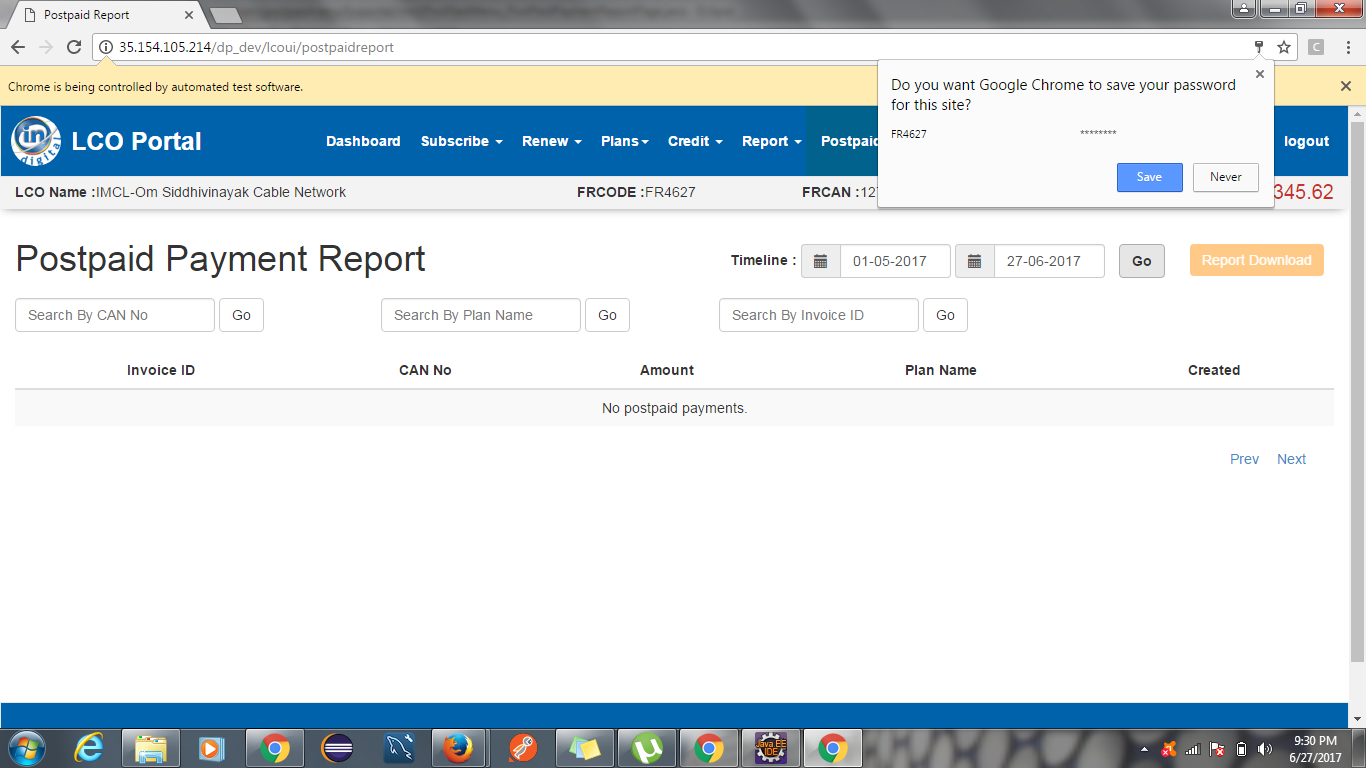 Postpaid Report
35.154.105.214/dp_dev/lcoui/postpaidreport
C
Chrome is being controlled by automated test software.
Do you want Google Chrome to save your password
for this site?
FR4627 ********
Save Never
in
digital
LCO Portal Dashboard Subscribe Renew Plans Credit Report Postpaid logout
LCO Name :IMCL-Om Siddhivinayak Cable Network FRCODE :FR4627 FRCAN :127 345.62
Postpaid Payment Report Timeline : 01-05-2017 27-06-2017 Go Report Download
Search By CAN No Go Search By Plan Name Go Search By Invoice ID Go
Invoice ID CAN No Amount Plan Name Created
No postpaid payments.
Prev Next
Java EE
IDE
9:30 PM
6/27/2017